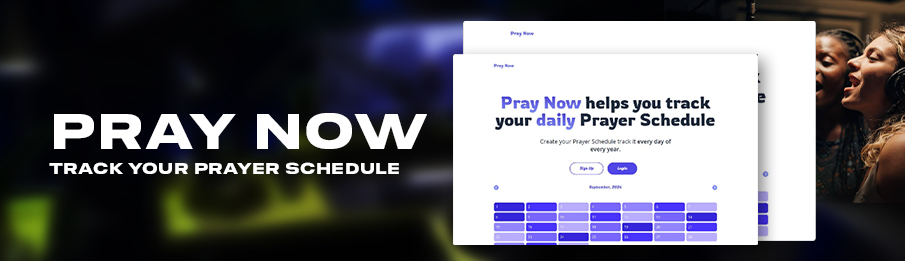 PRAY NOW
TRACK YOUR PRAYER SCHEDULE
Pray Now
Pray Now
Pray Now helps you track
your daily Prayer Schedule
Create your Prayer Schedule track it every day of
every year.
Sign Up
Login
September, 2024